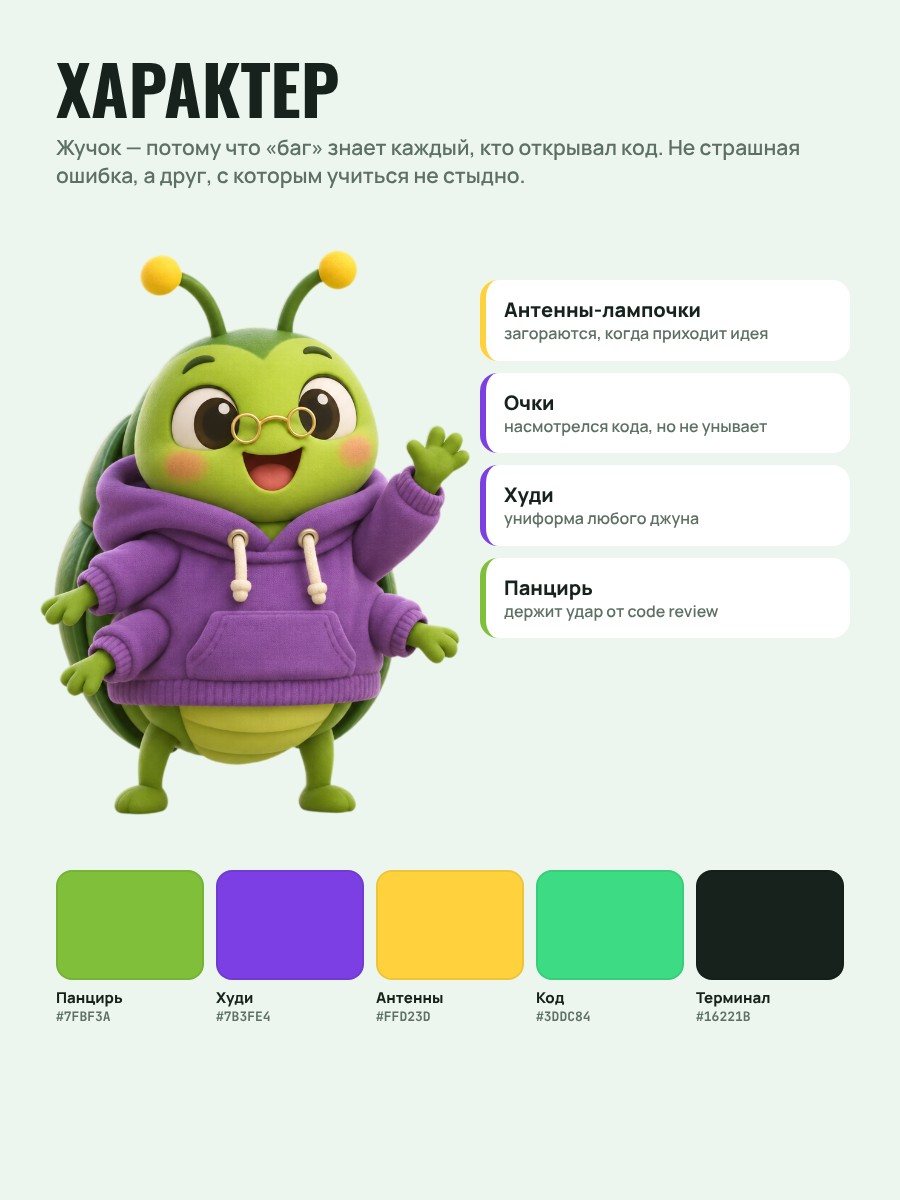 ХАРАКТЕР
Жучок — потому что «баг» знает каждый, кто открывал код. Не страшная
ошибка, а друг, с которым учиться не стыдно.
Антенны-лампочки
загораются, когда приходит идея
Очки
насмотрелся кода, но не унывает
Худи
униформа любого джуна
Панцирь
держит удар от code review
Панцирь
#7FBF3A
Худи
#7B3FE4
Антенны
#FFD23D
Код
#3DDC84
Терминал
#16221B